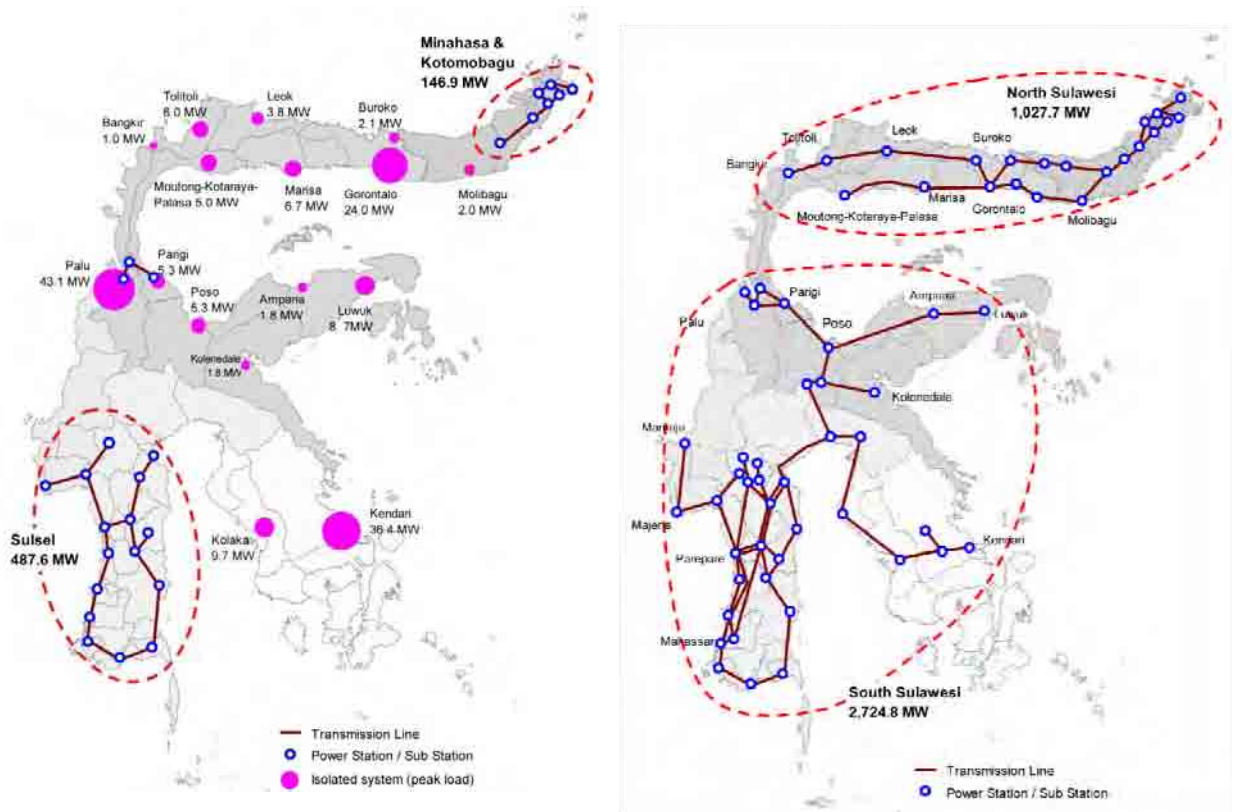 Minahasa &
Kotomobagu
146.9 MW
Tolitoli
6.0 MW
Leok
3.8 MW
Buroko
2.1 MW
Bangkir
1.0 MW
Moutong-Kotaraya-
Palasa 5.0 MW
Marisa
6.7 MW
Gorontalo
24.0 MW
Molibagu
2.0 MW
Palu
43.1 MW
Parigi
5.3 MW
Poso
5.3 MW
Ampana
1.8 MW
Luwuk
8. 7MW
Kolenedale
1.8 MW
Sulsel
487.6 MW
Kolaka
9.7 MW
Kendari
36.4 MW
Transmission Line
Power Station / Sub Station
Isolated system (peak load)
North Sulawesi
1,027.7 MW
Tolitoli
Leok
Buroko
Bangkir
Moutong-Kotaraya-Palasa
Marisa
Gorontalo
Molibagu
Parigi
Palu
Poso
Ampana
Luwuk
Kolonedale
Mamuju
Majene
Parepare
Kendari
Makassar
South Sulawesi
2,724.8 MW
Transmission Line
Power Station / Sub Station